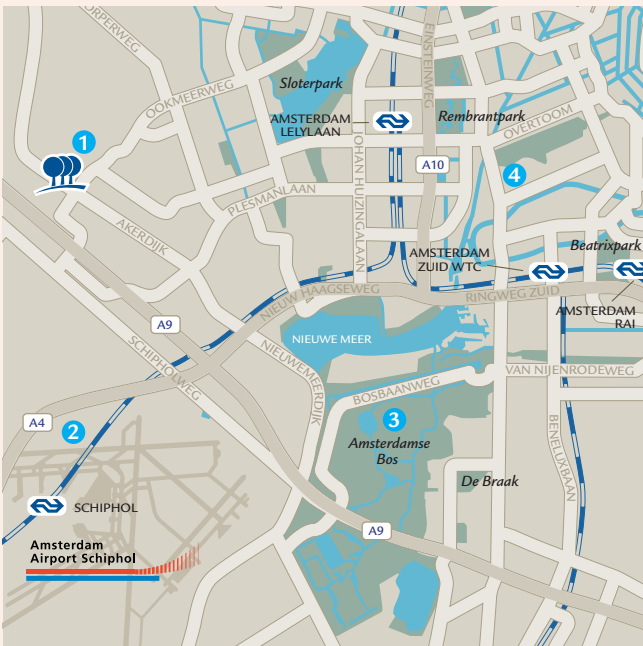 ORPERWEG
OOKMEERWEG
Sloterpark
AMSTERDAM
LELYLAAN
EINSTEINWEG
Rembrantpark
OVERTOOM
1
A10
4
JOHAN HUIZINGALAAN
PLESMANLAAN
AKERDIJK
AMSTERDAM
ZUID WTC
Beatrixpark
NIEUW HAAGSEWEG
RINGWEG ZUID
AMSTERDAM
RAI
A9
NIEUWE MEER
SCHIPHOLWEG
NIEUWEMEERDIJK
BOSBAANWEG
VAN NIJENRODEWEG
A4
2
3
Amsterdamse
Bos
BENELUXBAAN
De Braak
SCHIPHOL
A9
Amsterdam
Airport Schiphol